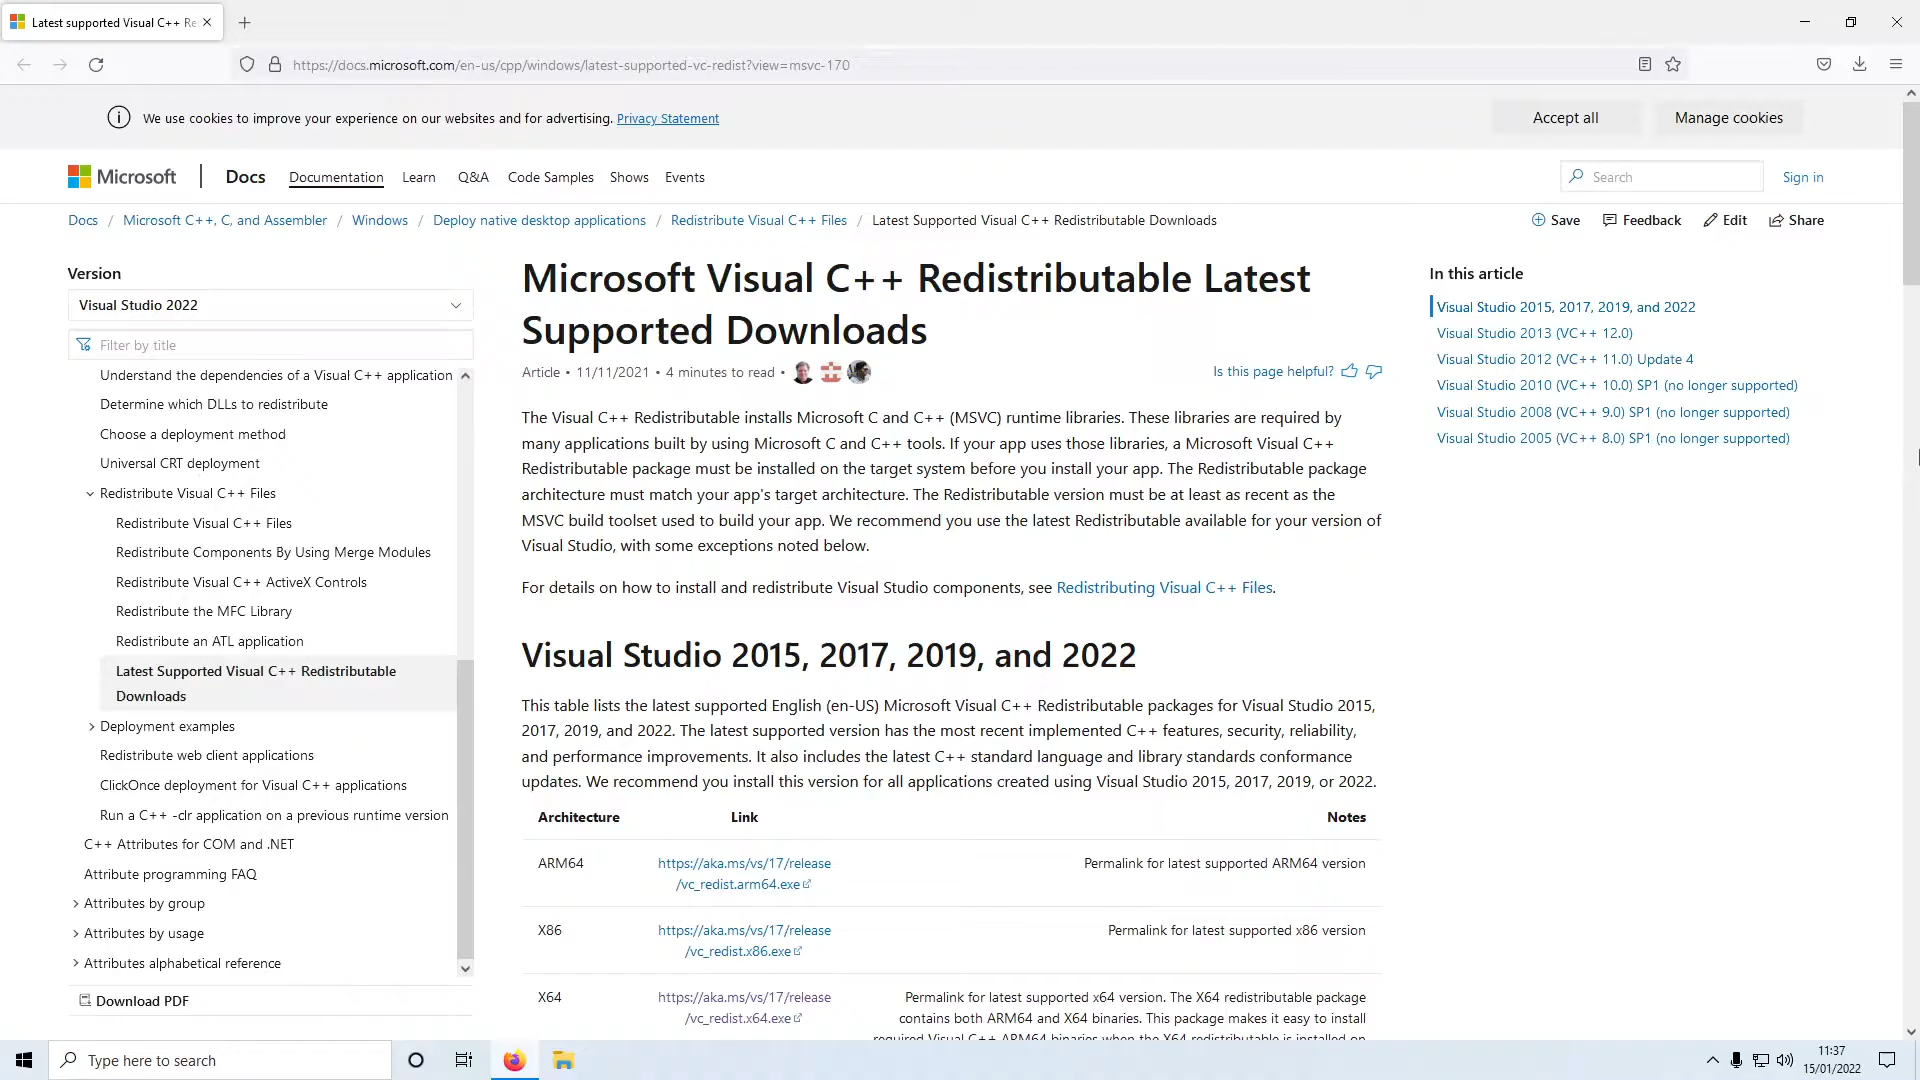 Latest supported Visual C++ Re
https://docs.microsoft.com/en-us/cpp/windows/latest-supported-vc-redist?view=msvc-170
We use cookies to improve your experience on our websites and for advertising. Privacy Statement
Accept all
Manage cookies
Microsoft
Docs
Documentation
Learn
Q&A
Code Samples
Shows
Events
Search
Sign in
Docs / Microsoft C++, C, and Assembler / Windows / Deploy native desktop applications / Redistribute Visual C++ Files / Latest Supported Visual C++ Redistributable Downloads
Save
Feedback
Edit
Share
Version
Visual Studio 2022
Filter by title
Understand the dependencies of a Visual C++ application
Determine which DLLs to redistribute
Choose a deployment method
Universal CRT deployment
Redistribute Visual C++ Files
Redistribute Visual C++ Files
Redistribute Components By Using Merge Modules
Redistribute Visual C++ ActiveX Controls
Redistribute the MFC Library
Redistribute an ATL application
Latest Supported Visual C++ Redistributable
Downloads
Deployment examples
Redistribute web client applications
ClickOnce deployment for Visual C++ applications
Run a C++ -clr application on a previous runtime version
C++ Attributes for COM and .NET
Attribute programming FAQ
Attributes by group
Attributes by usage
Attributes alphabetical reference
Download PDF
Microsoft Visual C++ Redistributable Latest
Supported Downloads
Article • 11/11/2021 • 4 minutes to read •
Is this page helpful?
The Visual C++ Redistributable installs Microsoft C and C++ (MSVC) runtime libraries. These libraries are required by
many applications built by using Microsoft C and C++ tools. If your app uses those libraries, a Microsoft Visual C++
Redistributable package must be installed on the target system before you install your app. The Redistributable package
architecture must match your app's target architecture. The Redistributable version must be at least as recent as the
MSVC build toolset used to build your app. We recommend you use the latest Redistributable available for your version of
Visual Studio, with some exceptions noted below.
For details on how to install and redistribute Visual Studio components, see Redistributing Visual C++ Files.
Visual Studio 2015, 2017, 2019, and 2022
This table lists the latest supported English (en-US) Microsoft Visual C++ Redistributable packages for Visual Studio 2015,
2017, 2019, and 2022. The latest supported version has the most recent implemented C++ features, security, reliability,
and performance improvements. It also includes the latest C++ standard language and library standards conformance
updates. We recommend you install this version for all applications created using Visual Studio 2015, 2017, 2019, or 2022.
Architecture Link Notes
ARM64 https://aka.ms/vs/17/release Permalink for latest supported ARM64 version
/vc_redist.arm64.exe
X86 https://aka.ms/vs/17/release Permalink for latest supported x86 version
/vc_redist.x86.exe
X64 https://aka.ms/vs/17/release Permalink for latest supported x64 version. The X64 redistributable package
/vc_redist.x64.exe contains both ARM64 and X64 binaries. This package makes it easy to install
required Visual C++ ARM64 binaries when the X64 redistributable is installed on
In this article
Visual Studio 2015, 2017, 2019, and 2022
Visual Studio 2013 (VC++ 12.0)
Visual Studio 2012 (VC++ 11.0) Update 4
Visual Studio 2010 (VC++ 10.0) SP1 (no longer supported)
Visual Studio 2008 (VC++ 9.0) SP1 (no longer supported)
Visual Studio 2005 (VC++ 8.0) SP1 (no longer supported)
Type here to search
11:37
15/01/2022